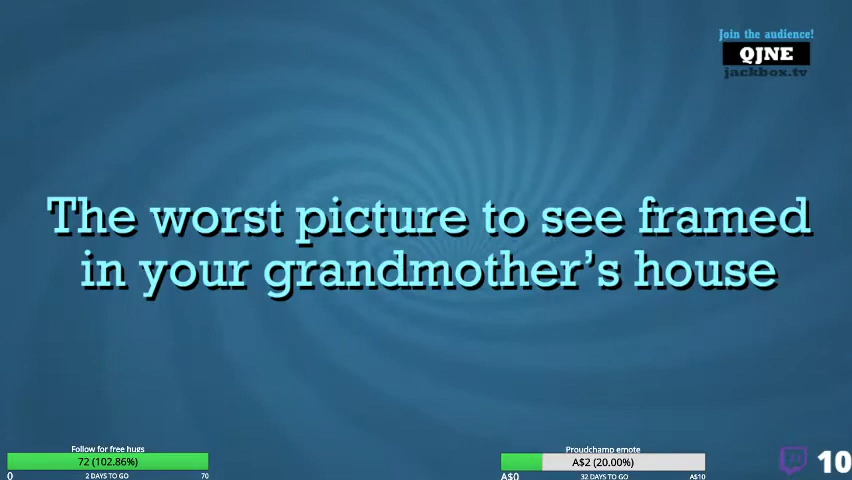 Join the audience!
QJNE
jackbox.tv
The worst picture to see framed
in your grandmother's house
Follow for free hugs
72 (102.86%)
0 2 DAYS TO GO 70
Proudchamp emote
A$2 (20.00%)
A$0 32 DAYS TO GO A$10
10